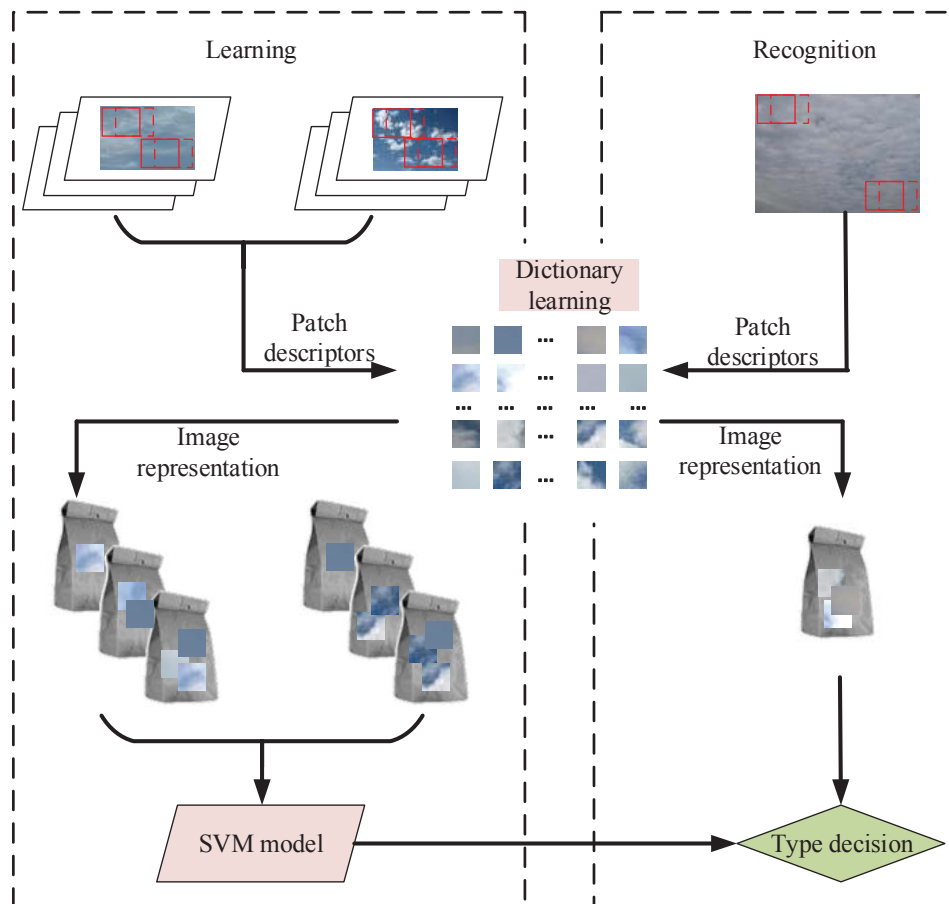 Learning
Recognition
Dictionary
learning
Patch
descriptors
Patch
descriptors
...
...
... ... ... ... ...
...
...
Image
representation
Image
representation
SVM model
Type decision